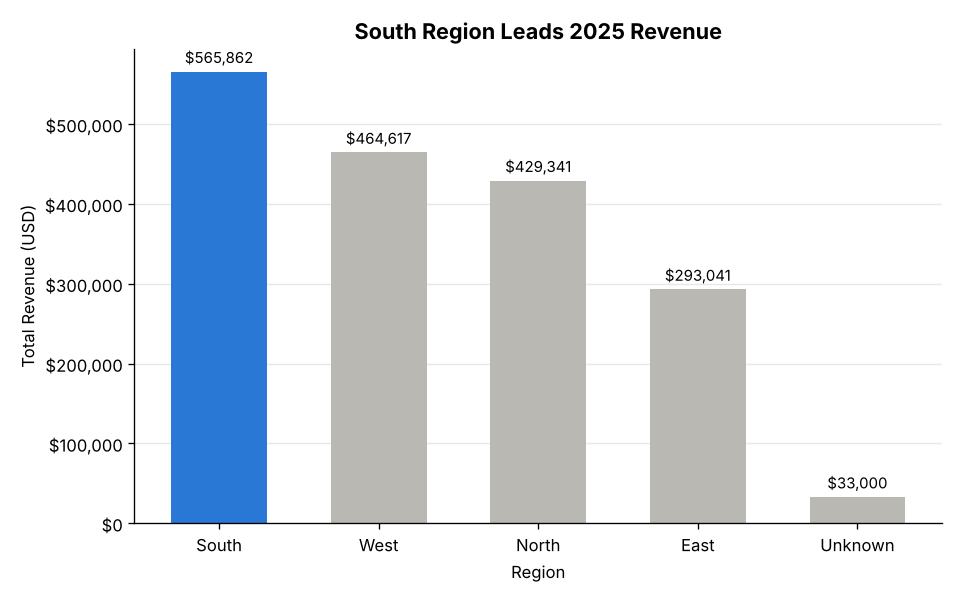 South Region Leads 2025 Revenue
$565,862
$464,617
$429,341
$293,041
$33,000
Total Revenue (USD)
$500,000
$400,000
$300,000
$200,000
$100,000
$0
South
West
North
East
Unknown
Region